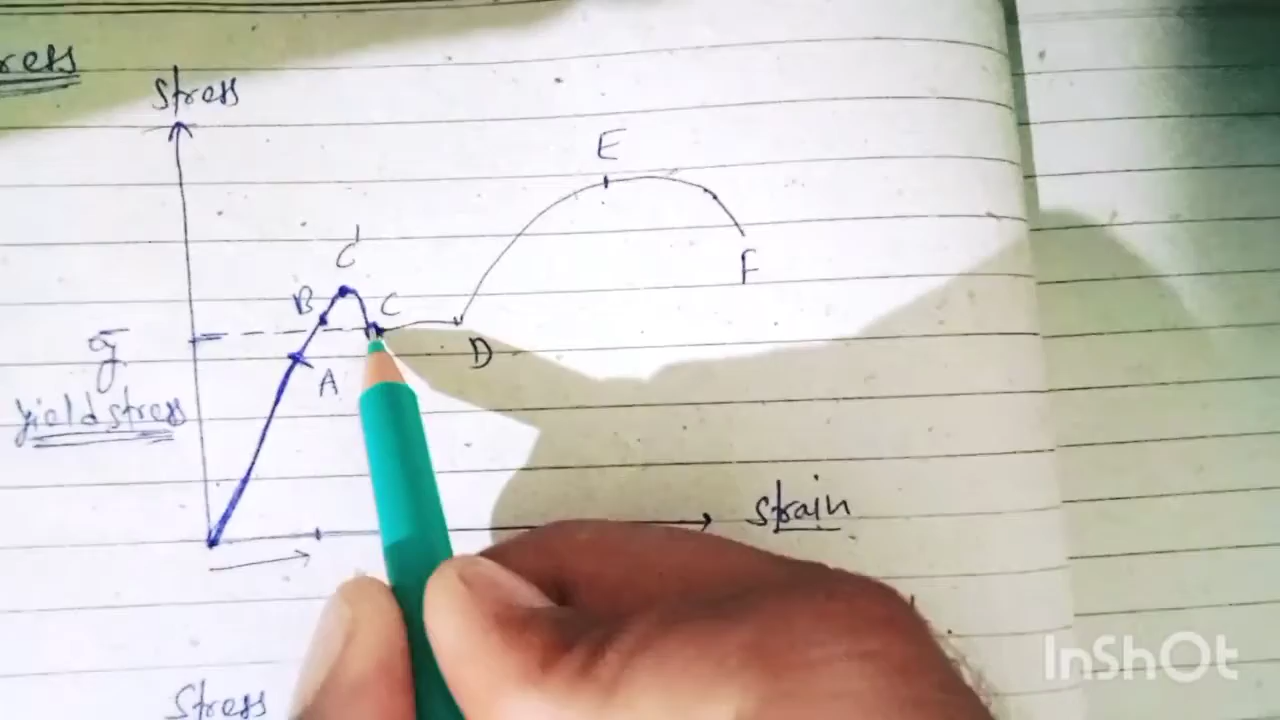 ress
Stress
E
C'
F
B
C
σy
D
A
yield stress
Strain
Stress
InShOt